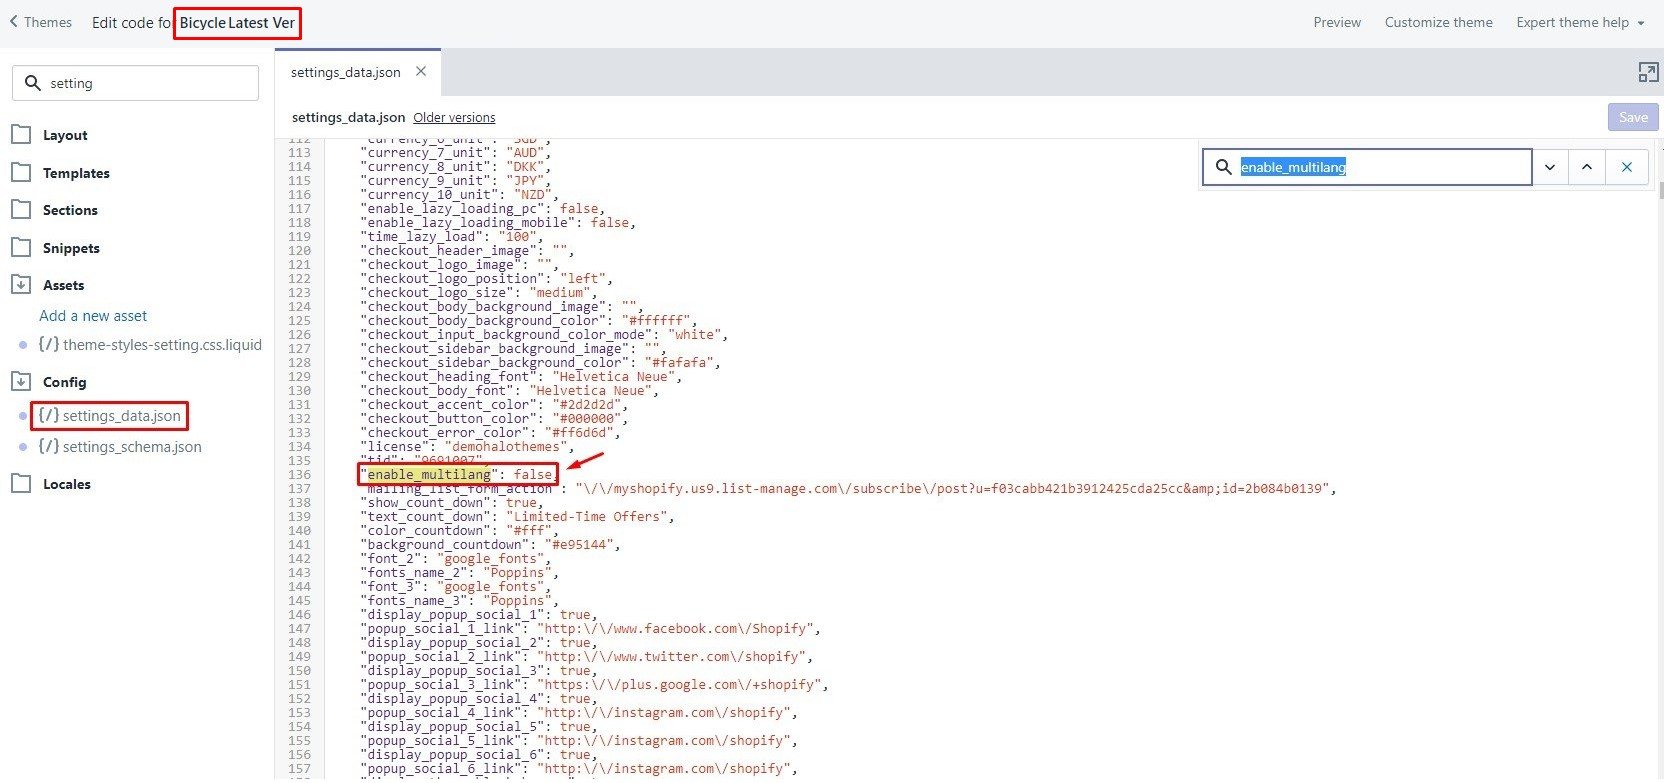 Themes
Edit code for Bicycle Latest Ver
Preview
Customize theme
Expert theme help
setting
Layout
Templates
Sections
Snippets
Assets
Add a new asset
{/} theme-styles-setting.css.liquid
Config
{/} settings_data.json
{/} settings_schema.json
Locales
settings_data.json
settings_data.json Older versions
Save
enable_multilang
112 "currency_6_unit": "SGD",
113 "currency_7_unit": "AUD",
114 "currency_8_unit": "DKK",
115 "currency_9_unit": "JPY",
116 "currency_10_unit": "NZD",
117 "enable_lazy_loading_pc": false,
118 "enable_lazy_loading_mobile": false,
119 "time_lazy_load": "100",
120 "checkout_header_image": "",
121 "checkout_logo_image": "",
122 "checkout_logo_position": "left",
123 "checkout_logo_size": "medium",
124 "checkout_body_background_image": "",
125 "checkout_body_background_color": "#ffffff",
126 "checkout_input_background_color_mode": "white",
127 "checkout_sidebar_background_image": "",
128 "checkout_sidebar_background_color": "#fafafa",
129 "checkout_heading_font": "Helvetica Neue",
130 "checkout_body_font": "Helvetica Neue",
131 "checkout_accent_color": "#2d2d2d",
132 "checkout_button_color": "#000000",
133 "checkout_error_color": "#ff6d6d",
134 "license": "demohalothemes",
135 "tid": "9691007",
136 "enable_multilang": false,
137 "mailing_list_form_action": "\/\/myshopify.us9.list-manage.com\/subscribe\/post?u=f03cabb421b3912425cda25cc&amp;id=2b084b0139",
138 "show_count_down": true,
139 "text_count_down": "Limited-Time Offers",
140 "color_countdown": "#fff",
141 "background_countdown": "#e95144",
142 "font_2": "google_fonts",
143 "fonts_name_2": "Poppins",
144 "font_3": "google_fonts",
145 "fonts_name_3": "Poppins",
146 "display_popup_social_1": true,
147 "popup_social_1_link": "http:\/\/www.facebook.com\/Shopify",
148 "display_popup_social_2": true,
149 "popup_social_2_link": "http:\/\/www.twitter.com\/shopify",
150 "display_popup_social_3": true,
151 "popup_social_3_link": "https:\/\/plus.google.com\/+shopify",
152 "display_popup_social_4": true,
153 "popup_social_4_link": "http:\/\/instagram.com\/shopify",
154 "display_popup_social_5": true,
155 "popup_social_5_link": "http:\/\/instagram.com\/shopify",
156 "display_popup_social_6": true,
157 "popup_social_6_link": "http:\/\/instagram.com\/shopify",